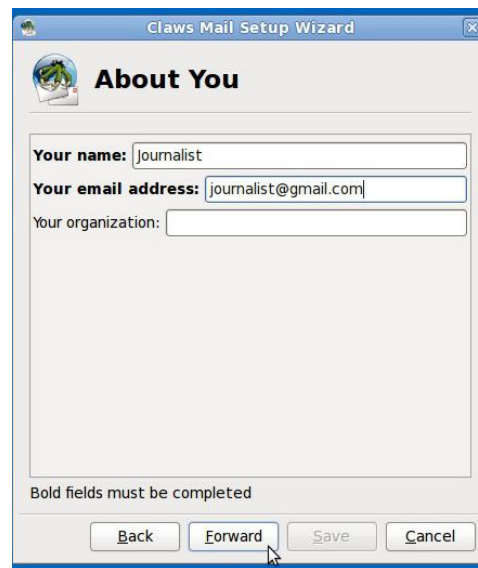 Claws Mail Setup Wizard
About You
Your name: Journalist
Your email address: journalist@gmail.com
Your organization:
Bold fields must be completed
Back Forward Save Cancel